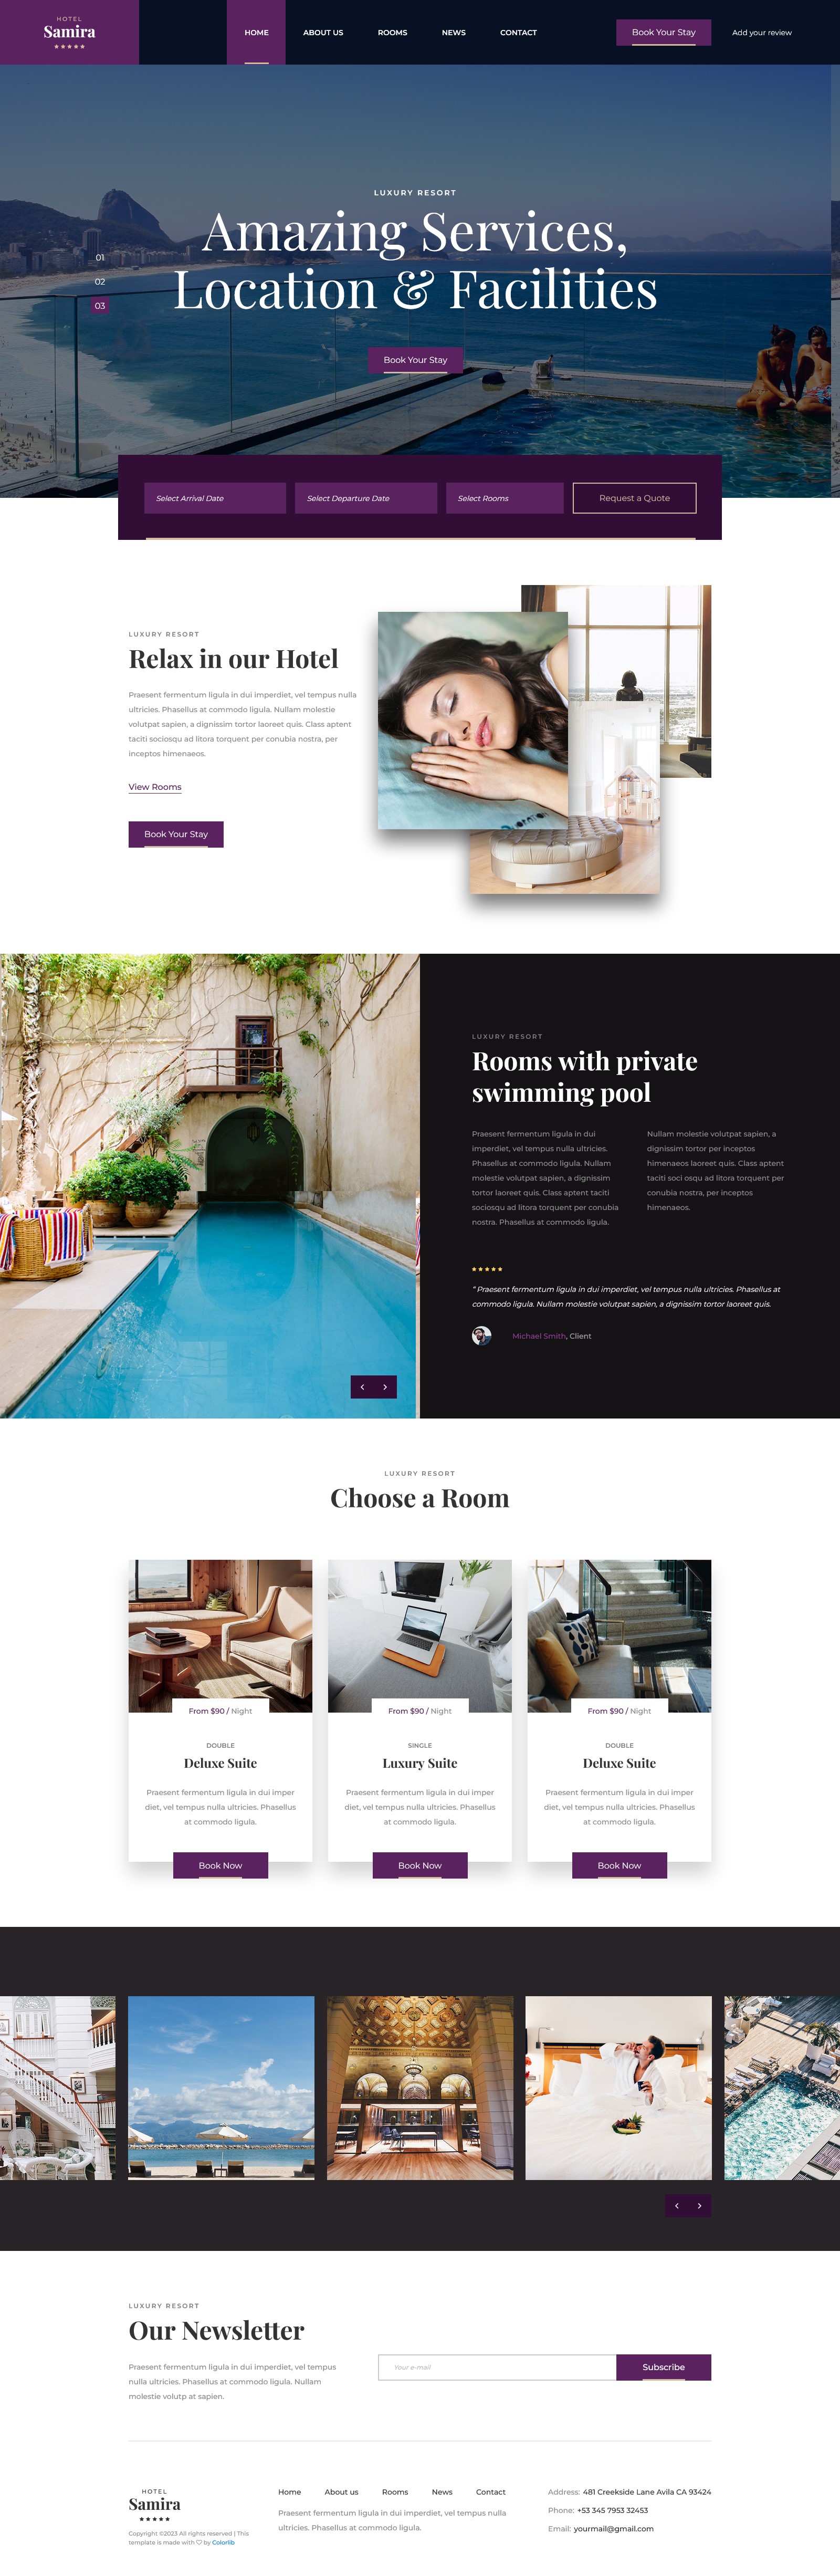 HOTEL
Samira
HOME
ABOUT US
ROOMS
NEWS
CONTACT
Book Your Stay
Add your review
LUXURY RESORT
Amazing Services,
Location & Facilities
01
02
03
Book Your Stay
Select Arrival Date
Select Departure Date
Select Rooms
Request a Quote
LUXURY RESORT
Relax in our Hotel
Praesent fermentum ligula in dui imperdiet, vel tempus nulla
ultricies. Phasellus at commodo ligula. Nullam molestie
volutpat sapien, a dignissim tortor laoreet quis. Class aptent
taciti sociosqu ad litora torquent per conubia nostra, per
inceptos himenaeos.
View Rooms
Book Your Stay
LUXURY RESORT
Rooms with private
swimming pool
Praesent fermentum ligula in dui
imperdiet, vel tempus nulla ultricies.
Phasellus at commodo ligula. Nullam
molestie volutpat sapien, a dignissim
tortor laoreet quis. Class aptent taciti
sociosqu ad litora torquent per conubia
nostra. Phasellus at commodo ligula.
Nullam molestie volutpat sapien, a
dignissim tortor per inceptos
himenaeos laoreet quis. Class aptent
taciti soci osqu ad litora torquent per
conubia nostra, per inceptos
himenaeos.
“ Praesent fermentum ligula in dui imperdiet, vel tempus nulla ultricies. Phasellus at
commodo ligula. Nullam molestie volutpat sapien, a dignissim tortor laoreet quis.
Michael Smith, Client
LUXURY RESORT
Choose a Room
From $90 / Night
DOUBLE
Deluxe Suite
Praesent fermentum ligula in dui imper
diet, vel tempus nulla ultricies. Phasellus
at commodo ligula.
Book Now
From $90 / Night
SINGLE
Luxury Suite
Praesent fermentum ligula in dui imper
diet, vel tempus nulla ultricies. Phasellus
at commodo ligula.
Book Now
From $90 / Night
DOUBLE
Deluxe Suite
Praesent fermentum ligula in dui imper
diet, vel tempus nulla ultricies. Phasellus
at commodo ligula.
Book Now
LUXURY RESORT
Our Newsletter
Praesent fermentum ligula in dui imperdiet, vel tempus
nulla ultricies. Phasellus at commodo ligula. Nullam
molestie volutp at sapien.
Your e-mail
Subscribe
HOTEL
Samira
Copyright ©2023 All rights reserved | This
template is made with ♡ by Colorlib
Home
About us
Rooms
News
Contact
Praesent fermentum ligula in dui imperdiet, vel tempus nulla
ultricies. Phasellus at commodo ligula.
Address: 481 Creekside Lane Avila CA 93424
Phone: +53 345 7953 32453
Email: yourmail@gmail.com